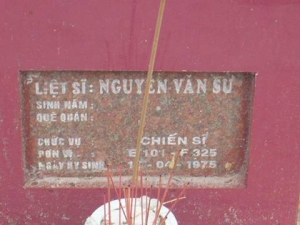 LIỆT SĨ: NGUYỄN VĂN SƯ
SINH NĂM:
QUÊ QUÁN:
CHỨC VỤ CHIẾN SĨ
ĐƠN VỊ E 101 - F 325
NGÀY HY SINH 04 - 1975